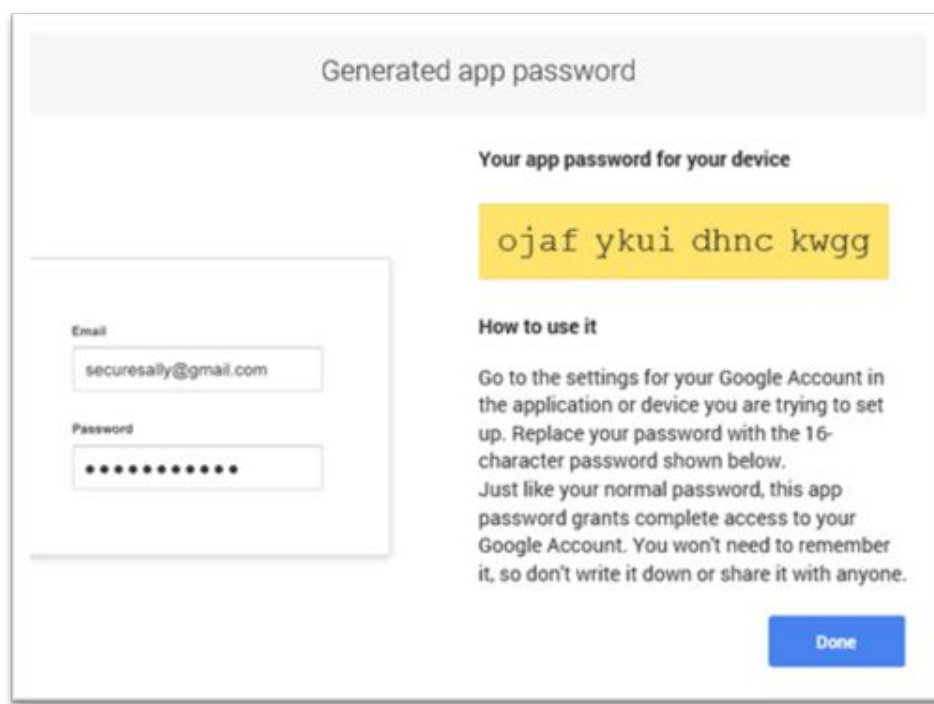 Generated app password
Your app password for your device
ojaf ykui dhnc kwgg
How to use it
Go to the settings for your Google Account in
the application or device you are trying to set
up. Replace your password with the 16-
character password shown below.
Just like your normal password, this app
password grants complete access to your
Google Account. You won't need to remember
it, so don't write it down or share it with anyone.
Email
securesally@gmail.com
Password
●●●●●●●●●●●
Done